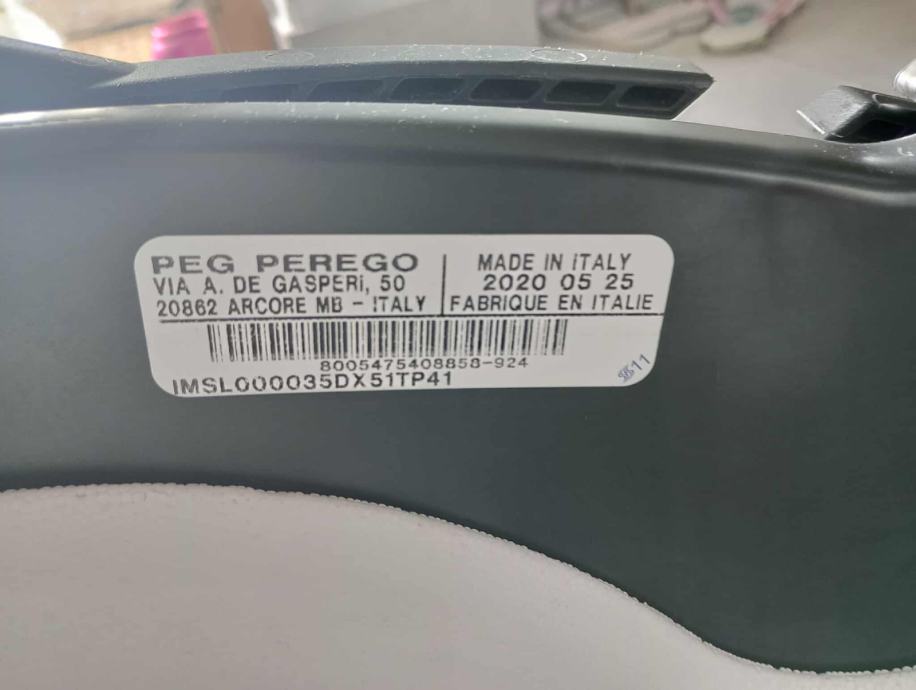 PEG PEREGO
VIA A. DE GASPERI, 50
20862 ARCORE MB - ITALY
MADE IN ITALY
2020 05 25
FABRIQUE EN ITALIE
8005475408858-924
IMSL000035DX51TP41
11